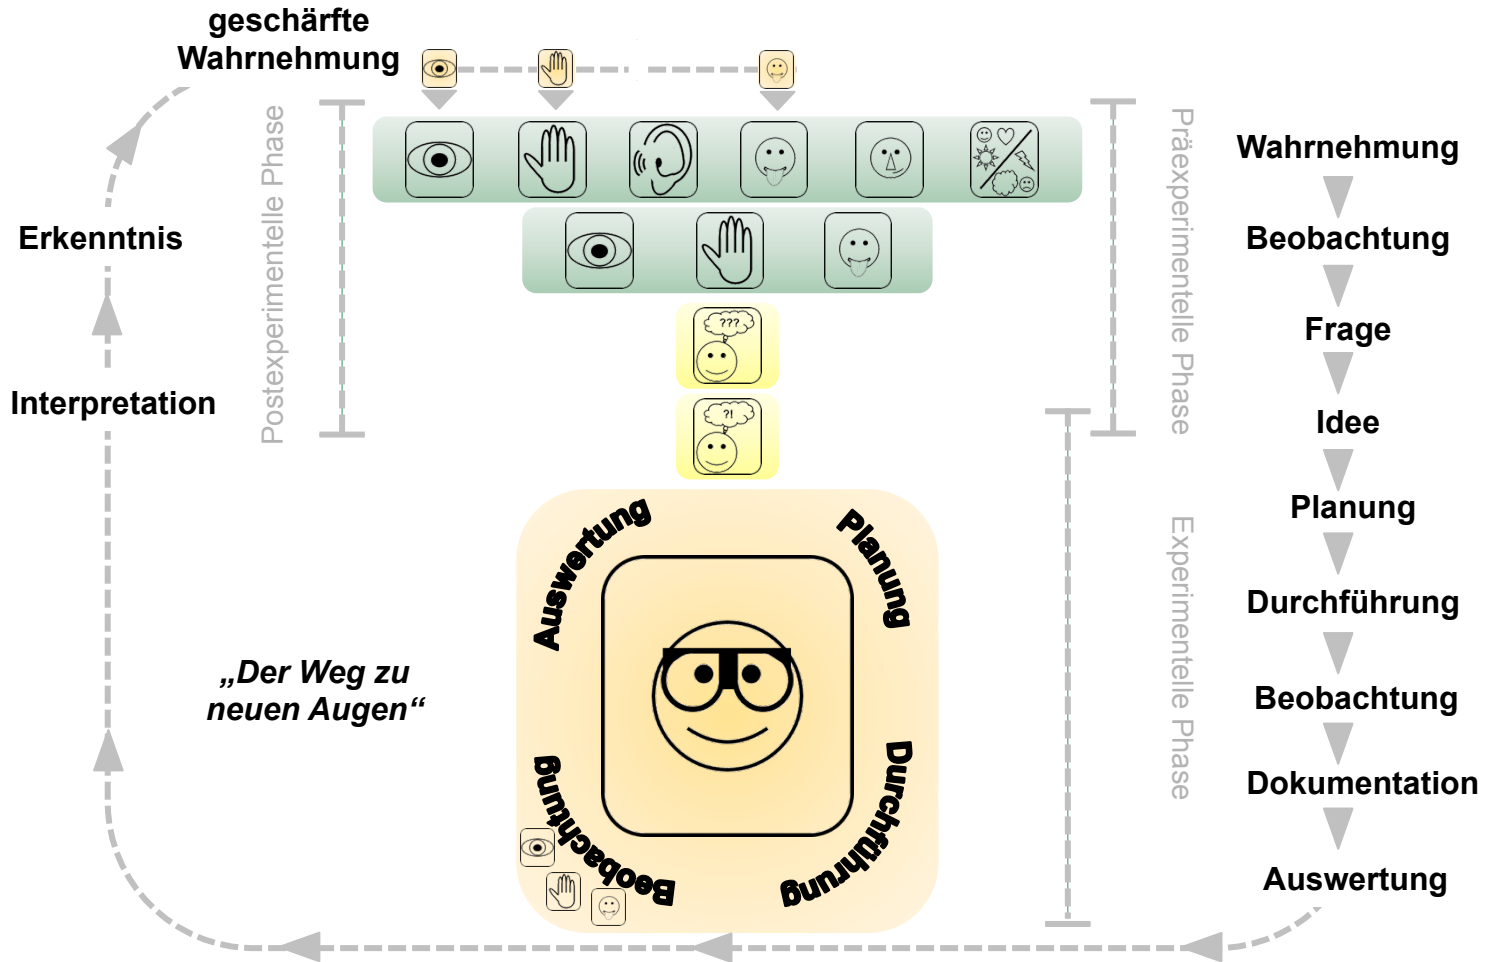 geschärfte
Wahrnehmung
Erkenntnis
Interpretation
Postexperimentelle Phase
„Der Weg zu
neuen Augen“
???
?!
Auswertung
Planung
Beobachtung
Durchführung
Präexperimentelle Phase
Experimentelle Phase
Wahrnehmung
Beobachtung
Frage
Idee
Planung
Durchführung
Beobachtung
Dokumentation
Auswertung